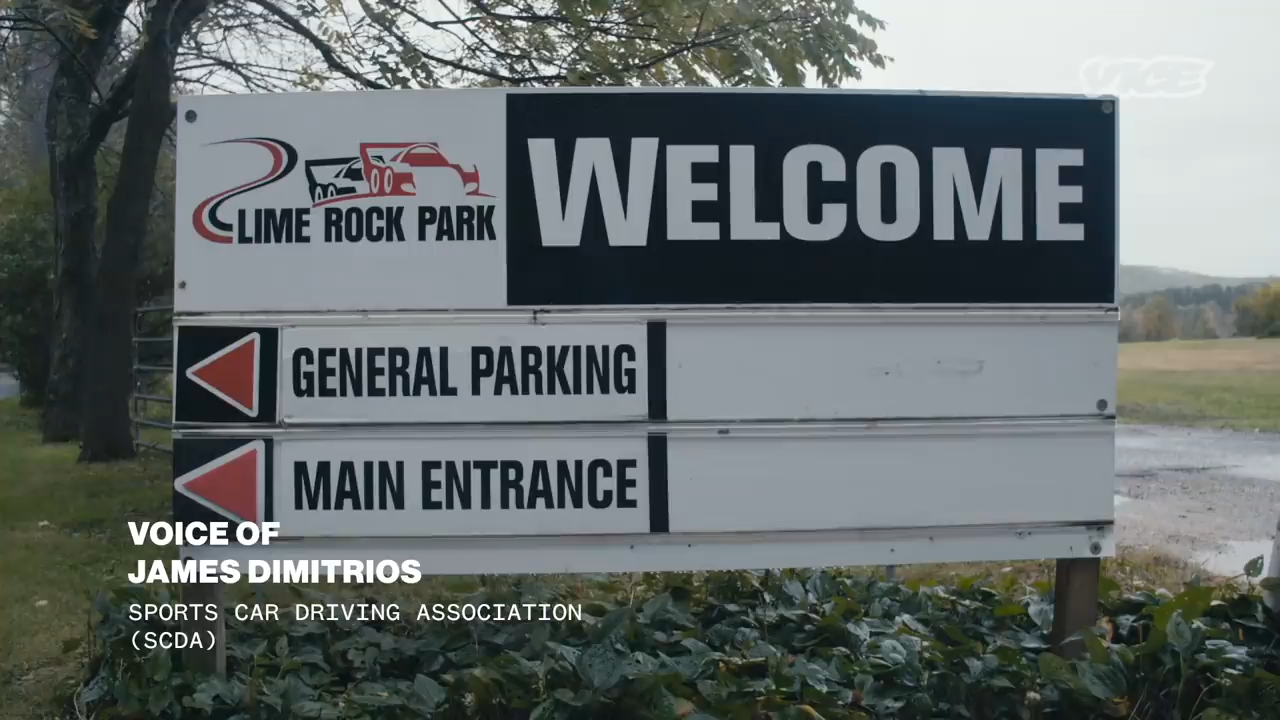 VICE
LIME ROCK PARK
WELCOME
GENERAL PARKING
MAIN ENTRANCE
VOICE OF
JAMES DIMITRIOS
SPORTS CAR DRIVING ASSOCIATION
(SCDA)